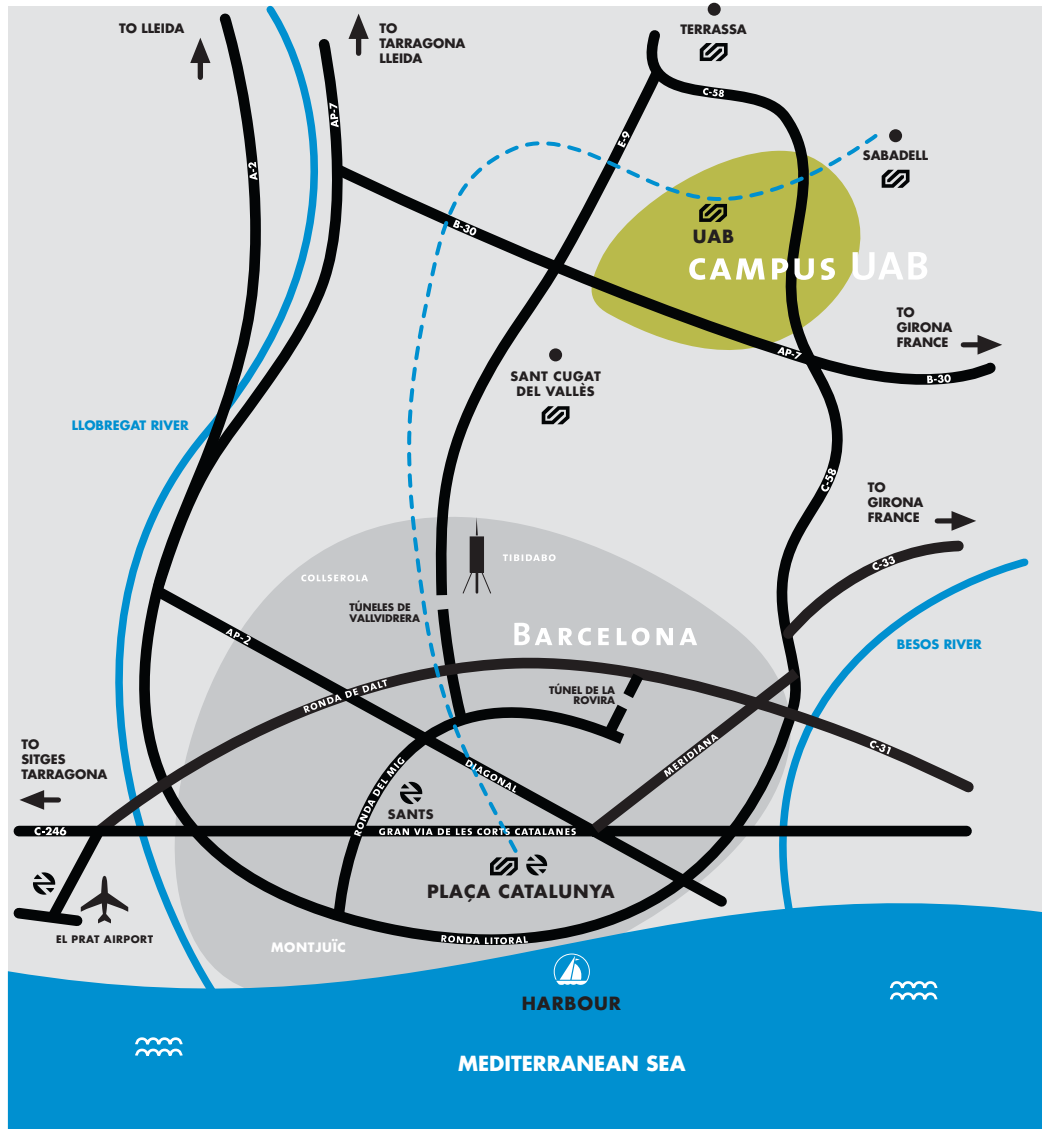 TO LLEIDA
TO
TARRAGONA
LLEIDA
TERRASSA
C-58
AP-7
E-9
A-2
SABADELL
B-30
UAB
CAMPUS UAB
TO
GIRONA
FRANCE
AP-7
B-30
SANT CUGAT
DEL VALLÈS
LLOBREGAT RIVER
C-58
TO
GIRONA
FRANCE
C-33
TIBIDABO
COLLSEROLA
TÚNELES DE
VALLVIDRERA
BARCELONA
AP-2
BESOS RIVER
RONDA DE DALT
TÚNEL DE LA
ROVIRA
MERIDIANA
C-31
TO
SITGES
TARRAGONA
RONDA DEL MIG
DIAGONAL
SANTS
C-246
GRAN VIA DE LES CORTS CATALANES
PLAÇA CATALUNYA
EL PRAT AIRPORT
MONTJUÏC
RONDA LITORAL
HARBOUR
MEDITERRANEAN SEA